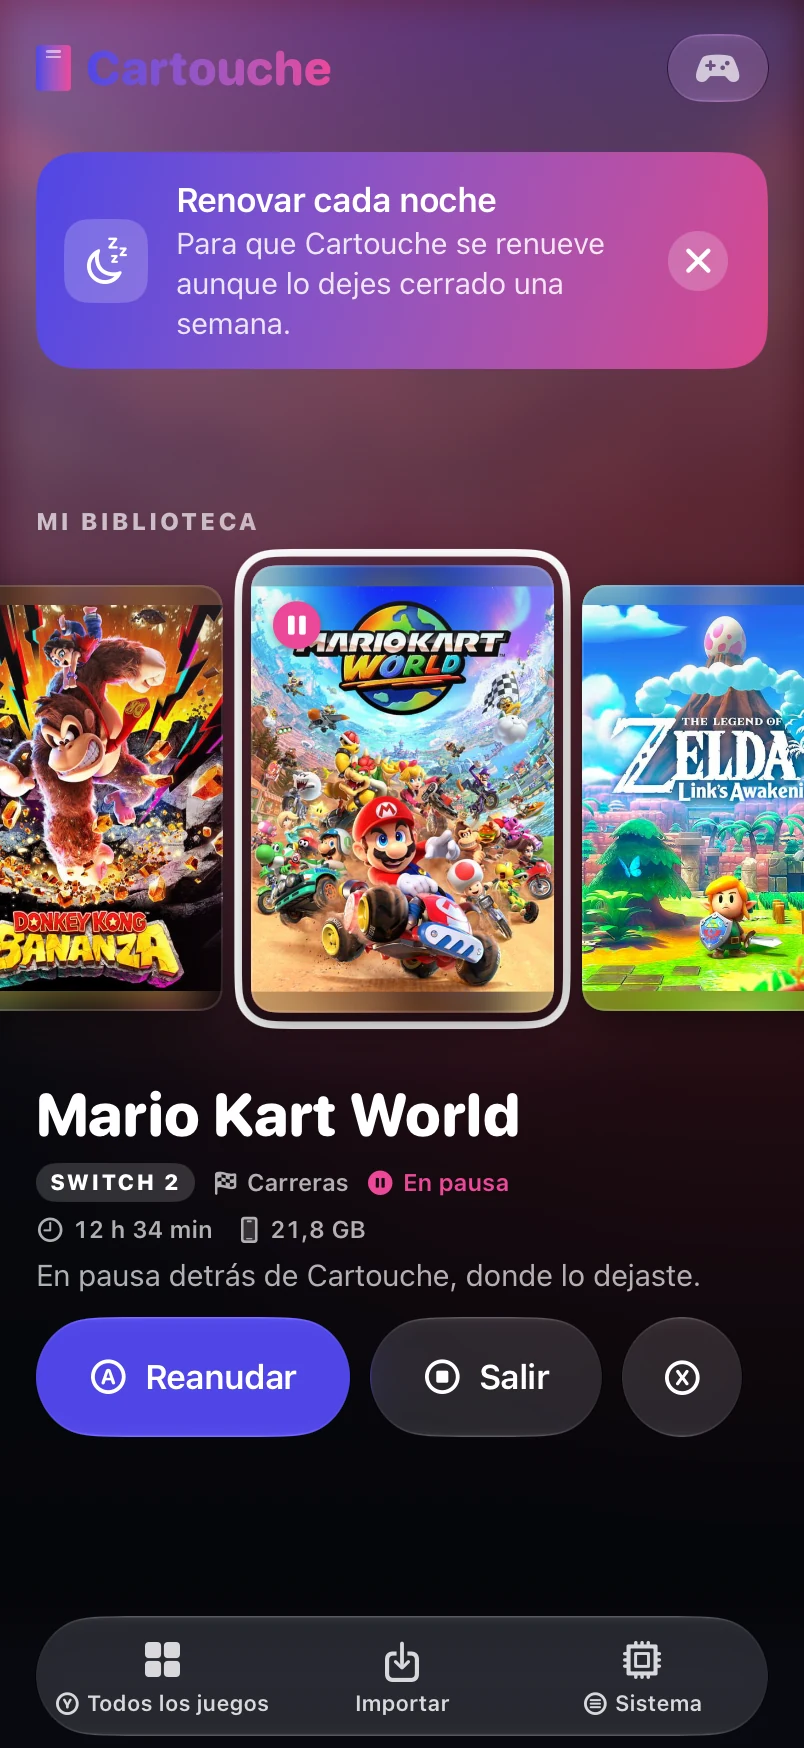 Cartouche
Renovar cada noche
Para que Cartouche se renueve
aunque lo dejes cerrado una
semana.
MI BIBLIOTECA
DONKEY KONG
BANANZA
MARIOKART
WORLD
THE LEGEND OF
ZELDA
Link's Awakeni
Mario Kart World
SWITCH 2 Carreras En pausa
12 h 34 min 21,8 GB
En pausa detrás de Cartouche, donde lo dejaste.
A Reanudar Salir X
Y Todos los juegos Importar Sistema